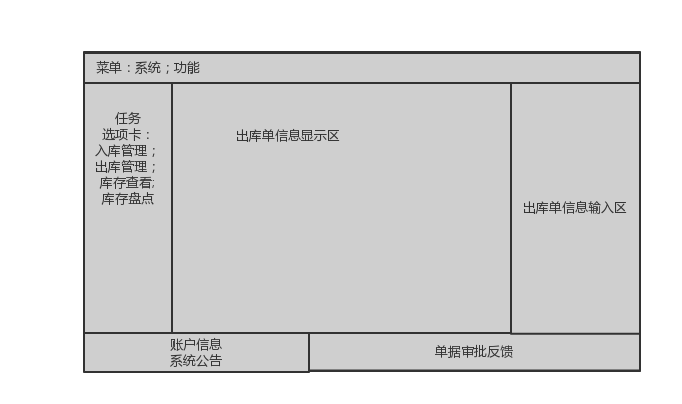 菜单：系统；功能
任务
选项卡：
入库管理；
出库管理；
库存查看;
库存盘点
出库单信息显示区
出库单信息输入区
账户信息
系统公告
单据审批反馈